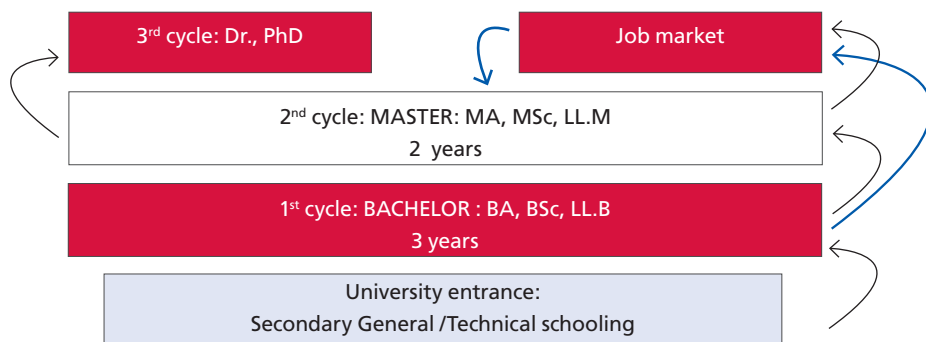 3rd cycle: Dr., PhD
Job market
2nd cycle: MASTER: MA, MSc, LL.M
2 years
1st cycle: BACHELOR : BA, BSc, LL.B
3 years
University entrance:
Secondary General /Technical schooling